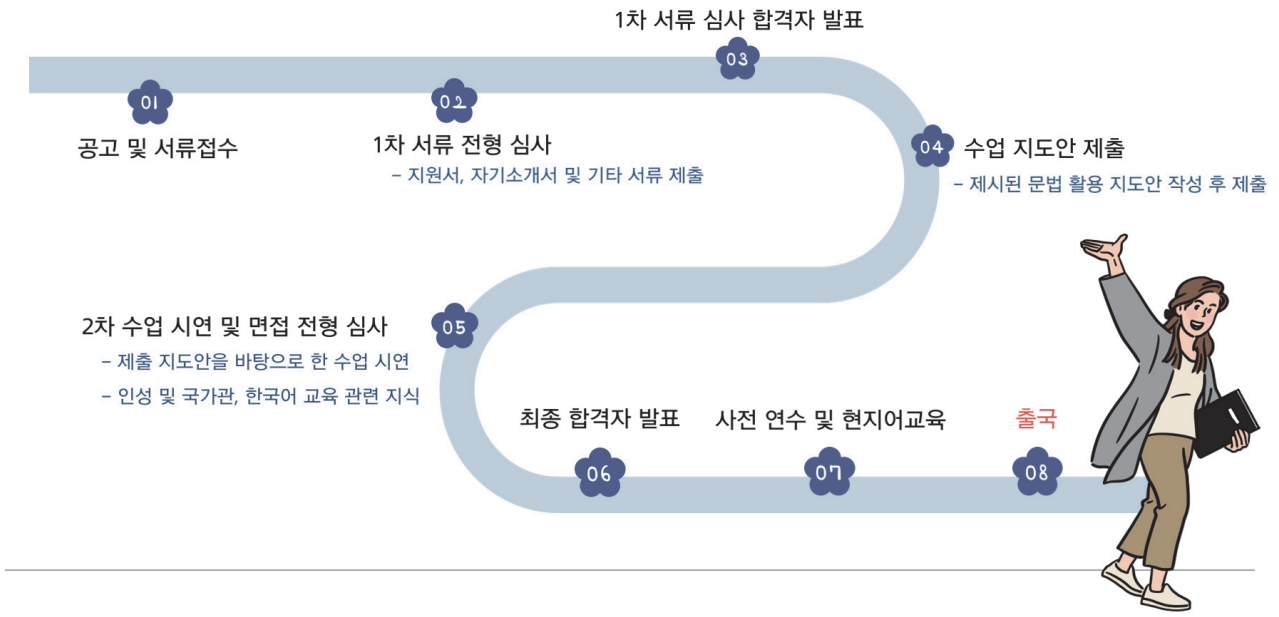 01
공고 및 서류접수
02
1차 서류 전형 심사
– 지원서, 자기소개서 및 기타 서류 제출
1차 서류 심사 합격자 발표
03
04
수업 지도안 제출
– 제시된 문법 활용 지도안 작성 후 제출
05
2차 수업 시연 및 면접 전형 심사
– 제출 지도안을 바탕으로 한 수업 시연
– 인성 및 국가관, 한국어 교육 관련 지식
최종 합격자 발표
06
사전 연수 및 현지어교육
07
출국
08